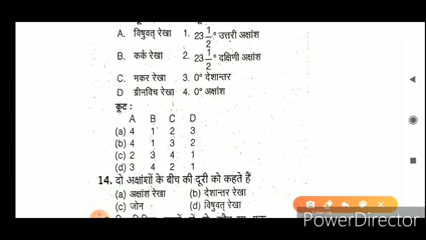 A. विषुवत् रेखा 1. 23 1/2° उत्तरी अक्षांश
B. कर्क रेखा 2. 23 1/2° दक्षिणी अक्षांश
C. मकर रेखा 3. 0° देशान्तर
D ग्रीनविच रेखा 4. 0° अक्षांश
कूट :
A B C D
(a) 4 1 2 3
(b) 4 1 3 2
(c) 2 3 4 1
(d) 3 4 2 1
14. दो अक्षांशों के बीच की दूरी को कहते हैं
(a) अक्षांश रेखा (b) देशान्तर रेखा
(c) जोन (d) विषुवत् रेखा
PowerDirector